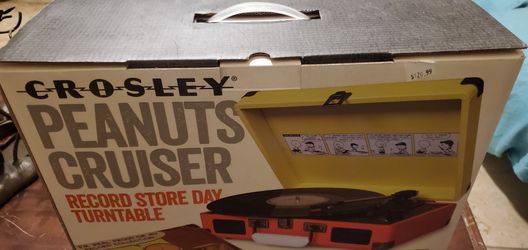 CROSLEY®
PEANUTS
CRUISER
RECORD STORE DAY
TURNTABLE